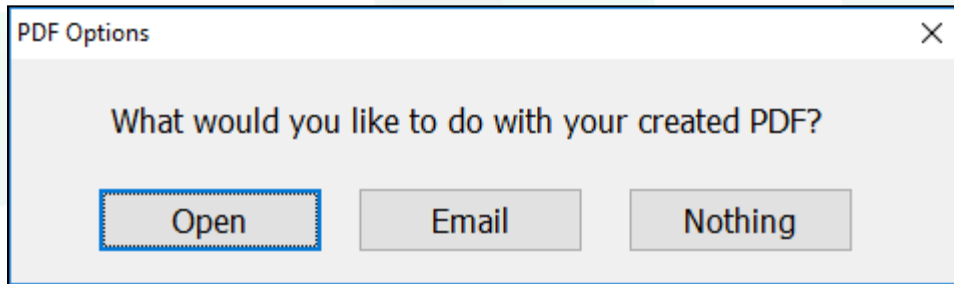 PDF Options
What would you like to do with your created PDF?
Open Email Nothing